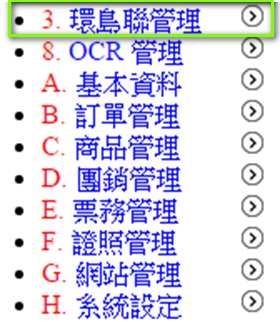 3. 環島聯管理
8. OCR 管理
A. 基本資料
B. 訂單管理
C. 商品管理
D. 團銷管理
E. 票務管理
F. 證照管理
G. 網站管理
H. 系統設定